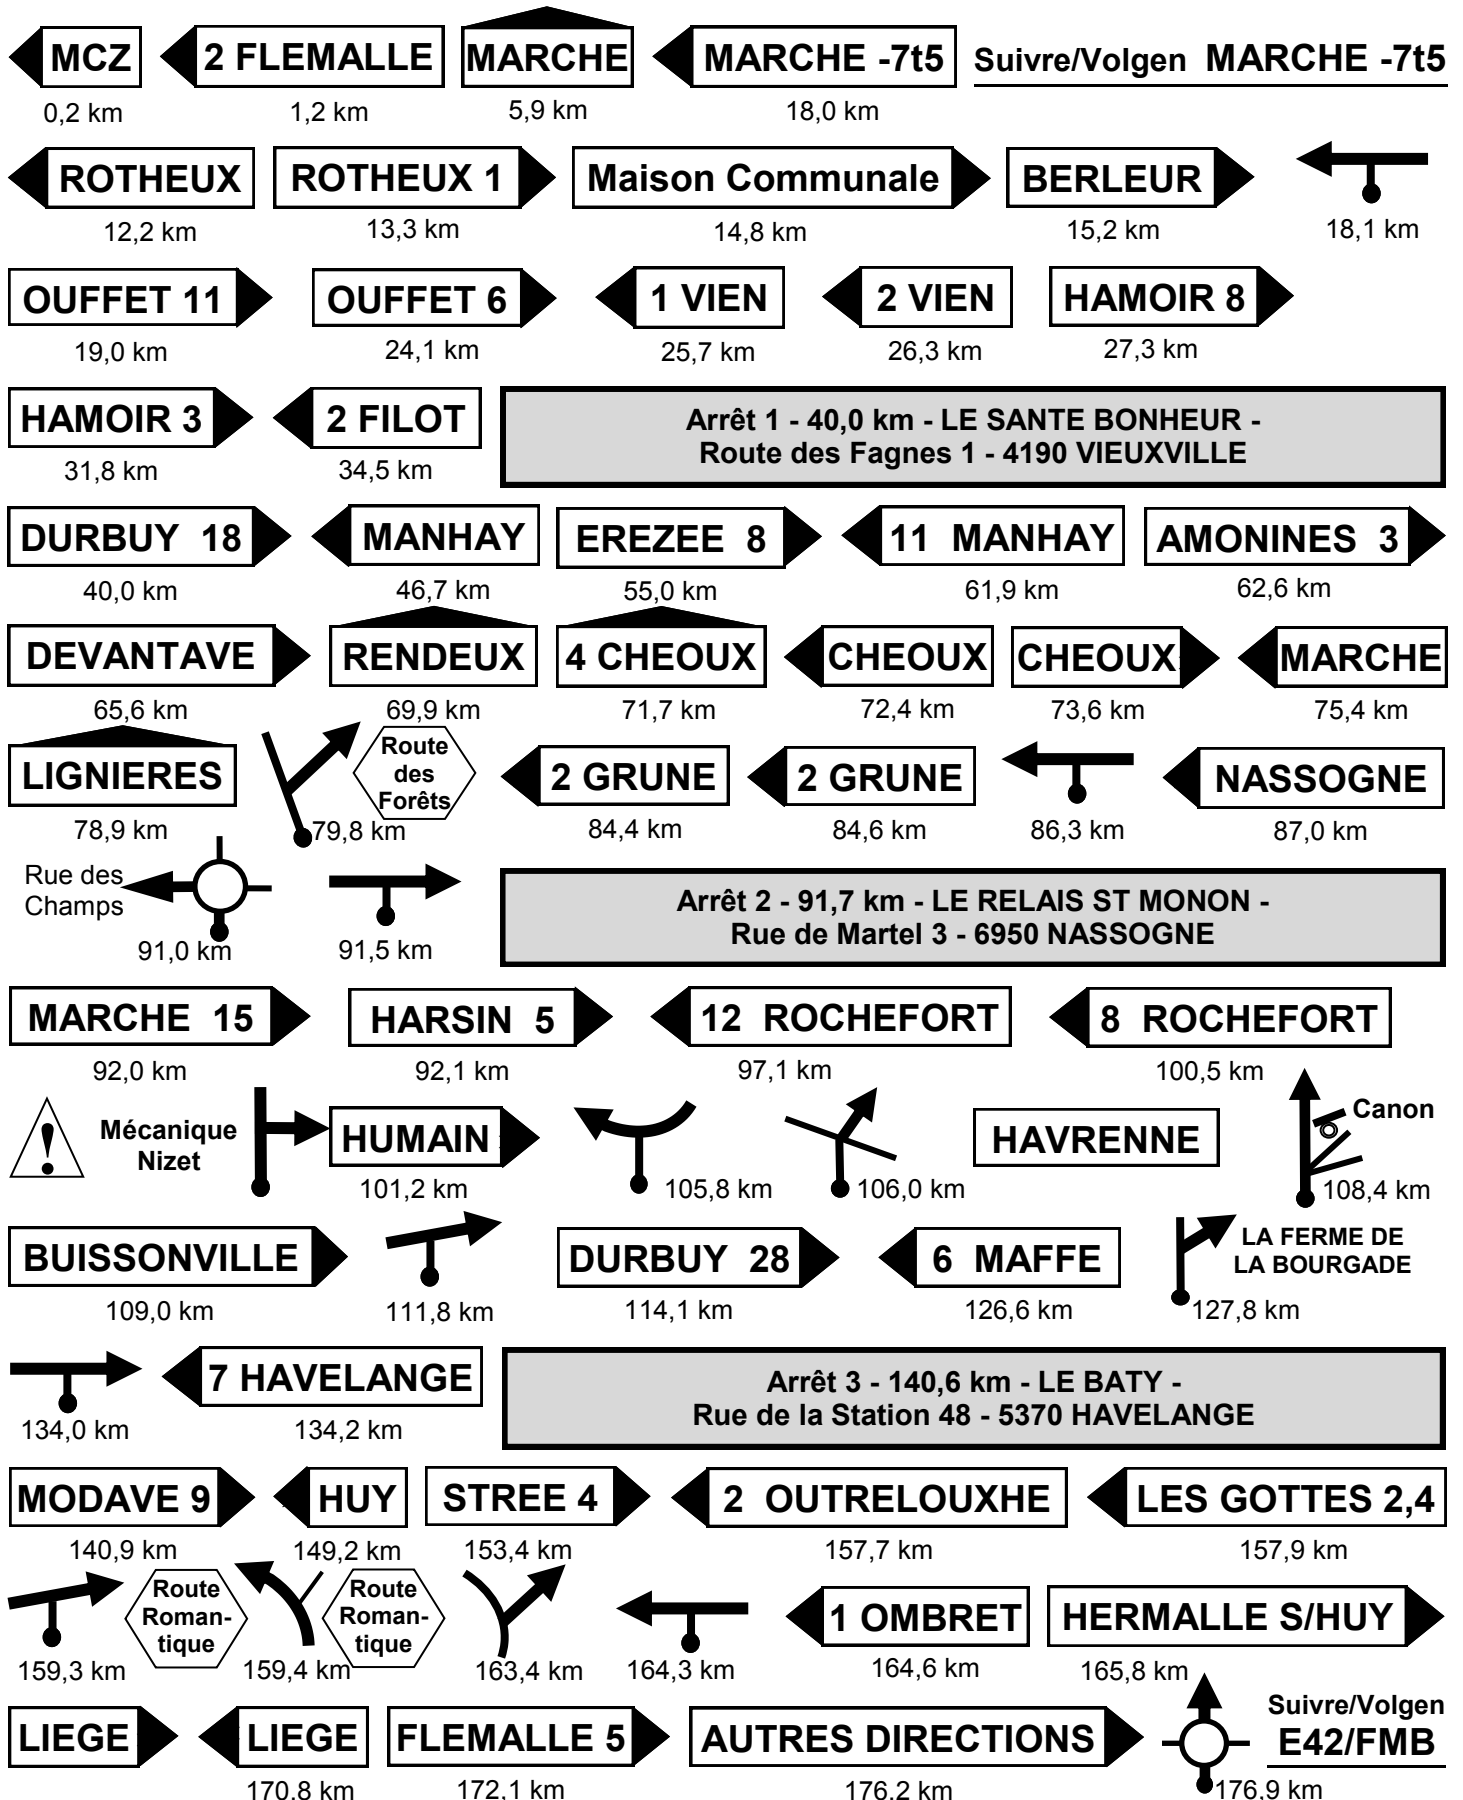 MCZ 2 FLEMALLE MARCHE MARCHE -7t5 Suivre/Volgen MARCHE -7t5
0,2 km 1,2 km 5,9 km 18,0 km
ROTHEUX ROTHEUX 1 Maison Communale BERLEUR
12,2 km 13,3 km 14,8 km 15,2 km 18,1 km
OUFFET 11 OUFFET 6 1 VIEN 2 VIEN HAMOIR 8
19,0 km 24,1 km 25,7 km 26,3 km 27,3 km
HAMOIR 3 2 FILOT
31,8 km 34,5 km
Arrêt 1 - 40,0 km - LE SANTE BONHEUR -
Route des Fagnes 1 - 4190 VIEUXVILLE
DURBUY 18 MANHAY EREZEE 8 11 MANHAY AMONINES 3
40,0 km 46,7 km 55,0 km 61,9 km 62,6 km
DEVANTAVE RENDEUX 4 CHEOUX CHEOUX CHEOUX MARCHE
65,6 km 69,9 km 71,7 km 72,4 km 73,6 km 75,4 km
LIGNIERES
78,9 km
Route
des
Forêts
79,8 km
2 GRUNE 2 GRUNE NASSOGNE
84,4 km 84,6 km 86,3 km 87,0 km
Rue des
Champs
91,0 km 91,5 km
Arrêt 2 - 91,7 km - LE RELAIS ST MONON -
Rue de Martel 3 - 6950 NASSOGNE
MARCHE 15 HARSIN 5 12 ROCHEFORT 8 ROCHEFORT
92,0 km 92,1 km 97,1 km 100,5 km
!
Mécanique
Nizet
HUMAIN HAVRENNE Canon
101,2 km 105,8 km 106,0 km 108,4 km
BUISSONVILLE DURBUY 28 6 MAFFE
LA FERME DE
LA BOURGADE
109,0 km 111,8 km 114,1 km 126,6 km 127,8 km
7 HAVELANGE
134,0 km 134,2 km
Arrêt 3 - 140,6 km - LE BATY -
Rue de la Station 48 - 5370 HAVELANGE
MODAVE 9 HUY STREE 4 2 OUTRELOUXHE LES GOTTES 2,4
140,9 km 149,2 km 153,4 km 157,7 km 157,9 km
Route
Roman-
tique
Route
Roman-
tique
1 OMBRET HERMALLE S/HUY
159,3 km 159,4 km 163,4 km 164,3 km 164,6 km 165,8 km
LIEGE LIEGE FLEMALLE 5 AUTRES DIRECTIONS
Suivre/Volgen
E42/FMB
170,8 km 172,1 km 176,2 km 176,9 km